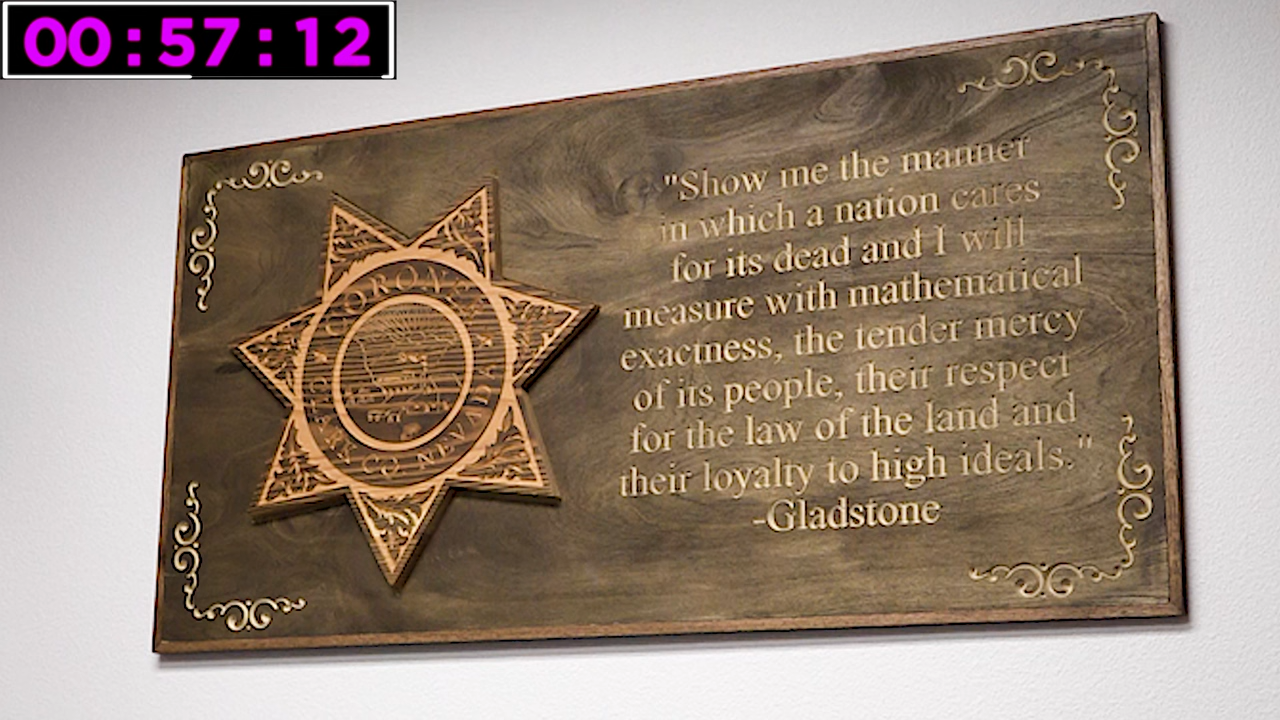 00:57:12
"Show me the manner
in which a nation cares
for its dead and I will
measure with mathematical
exactness, the tender mercy
of its people, their respect
for the law of the land and
their loyalty to high ideals."
-Gladstone
CO NEVADA